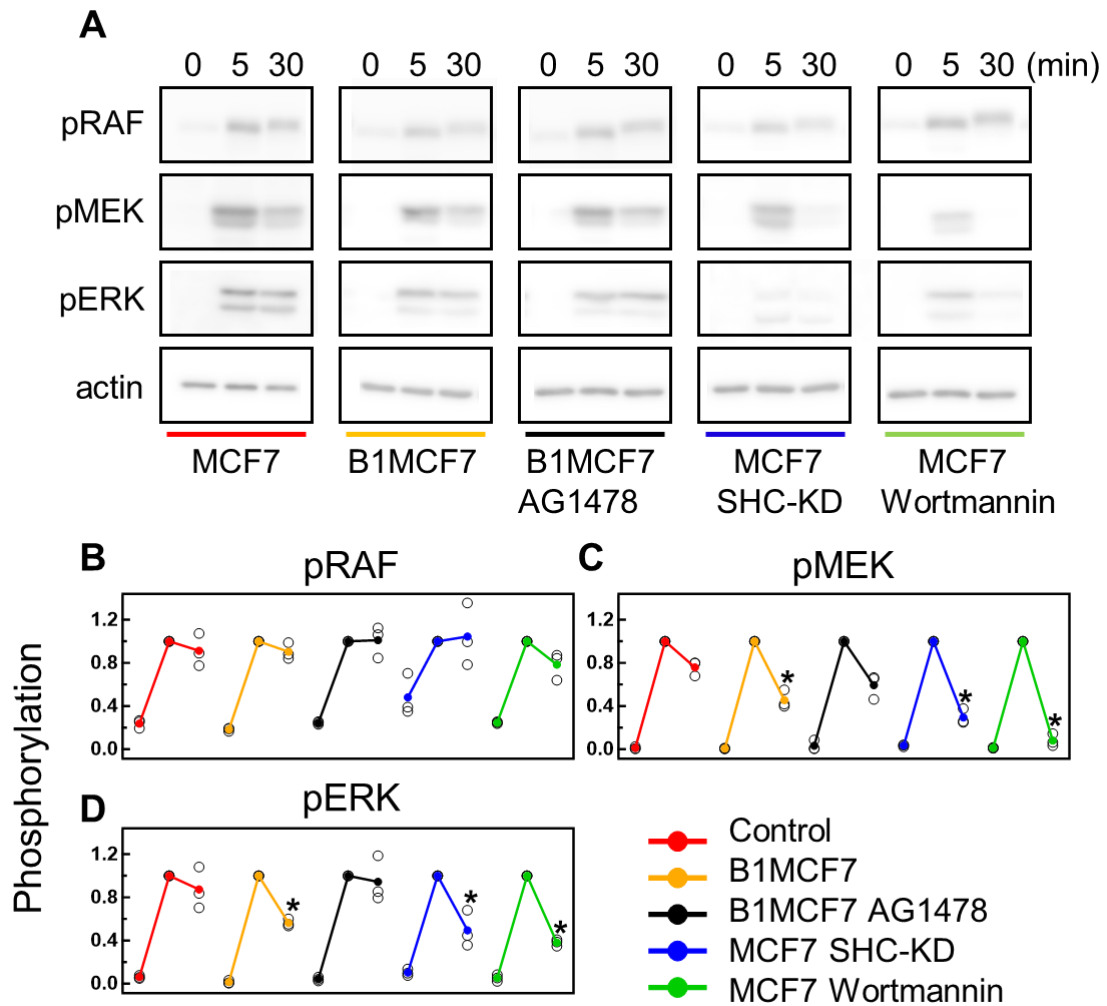 A
0 5 30 0 5 30 0 5 30 0 5 30 0 5 30 (min)
pRAF
pMEK
pERK
actin
MCF7 B1MCF7 B1MCF7 MCF7 MCF7
AG1478 SHC-KD Wortmannin
B pRAF C pMEK
1.2 1.2
* * *
0.8 0.8
0.4 0.4
0.0 0.0
D pERK
1.2
* * *
0.8
0.4
0.0
Phosphorylation
Control
B1MCF7
B1MCF7 AG1478
MCF7 SHC-KD
MCF7 Wortmannin